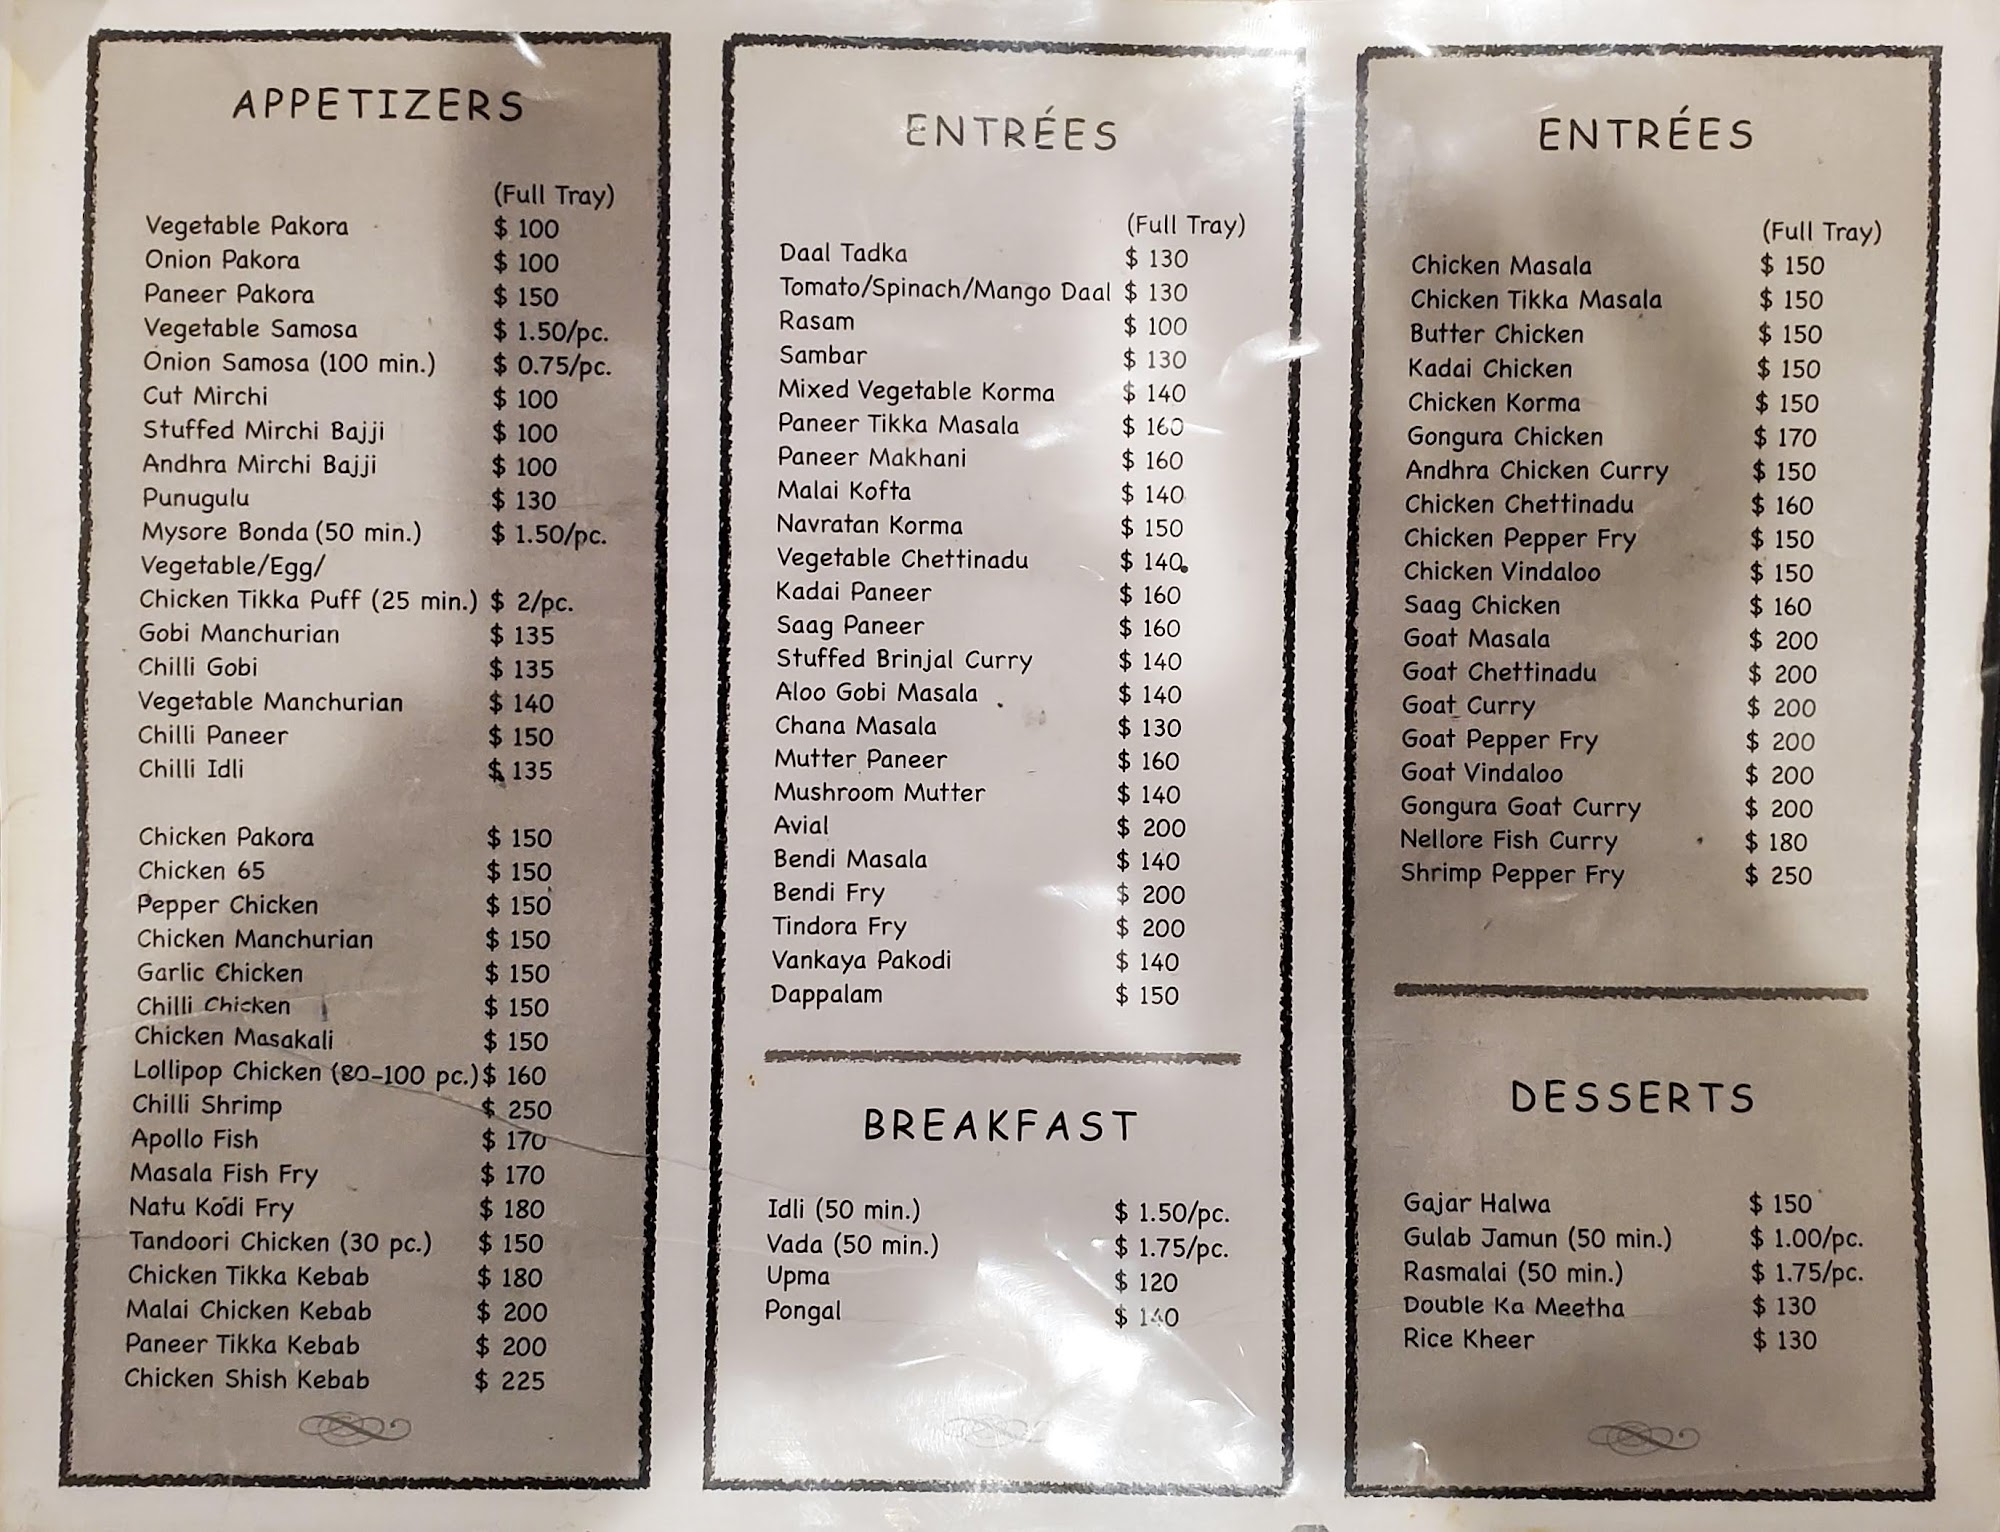 APPETIZERS
(Full Tray)
Vegetable Pakora $ 100
Onion Pakora $ 100
Paneer Pakora $ 150
Vegetable Samosa $ 1.50/pc.
Onion Samosa (100 min.) $ 0.75/pc.
Cut Mirchi $ 100
Stuffed Mirchi Bajji $ 100
Andhra Mirchi Bajji $ 100
Punugulu $ 130
Mysore Bonda (50 min.) $ 1.50/pc.
Vegetable/Egg/
Chicken Tikka Puff (25 min.) $ 2/pc.
Gobi Manchurian $ 135
Chilli Gobi $ 135
Vegetable Manchurian $ 140
Chilli Paneer $ 150
Chilli Idli $ 135
Chicken Pakora $ 150
Chicken 65 $ 150
Pepper Chicken $ 150
Chicken Manchurian $ 150
Garlic Chicken $ 150
Chilli Chicken $ 150
Chicken Masakali $ 150
Lollipop Chicken (80-100 pc.) $ 160
Chilli Shrimp $ 250
Apollo Fish $ 170
Masala Fish Fry $ 170
Natu Kodi Fry $ 180
Tandoori Chicken (30 pc.) $ 150
Chicken Tikka Kebab $ 180
Malai Chicken Kebab $ 200
Paneer Tikka Kebab $ 200
Chicken Shish Kebab $ 225
ENTRÉES
(Full Tray)
Daal Tadka $ 130
Tomato/Spinach/Mango Daal $ 130
Rasam $ 100
Sambar $ 130
Mixed Vegetable Korma $ 140
Paneer Tikka Masala $ 160
Paneer Makhani $ 160
Malai Kofta $ 140
Navratan Korma $ 150
Vegetable Chettinadu $ 140
Kadai Paneer $ 160
Saag Paneer $ 160
Stuffed Brinjal Curry $ 140
Aloo Gobi Masala $ 140
Chana Masala $ 130
Mutter Paneer $ 160
Mushroom Mutter $ 140
Avial $ 200
Bendi Masala $ 140
Bendi Fry $ 200
Tindora Fry $ 200
Vankaya Pakodi $ 140
Dappalam $ 150
BREAKFAST
Idli (50 min.) $ 1.50/pc.
Vada (50 min.) $ 1.75/pc.
Upma $ 120
Pongal $ 140
ENTRÉES
(Full Tray)
Chicken Masala $ 150
Chicken Tikka Masala $ 150
Butter Chicken $ 150
Kadai Chicken $ 150
Chicken Korma $ 150
Gongura Chicken $ 170
Andhra Chicken Curry $ 150
Chicken Chettinadu $ 160
Chicken Pepper Fry $ 150
Chicken Vindaloo $ 150
Saag Chicken $ 160
Goat Masala $ 200
Goat Chettinadu $ 200
Goat Curry $ 200
Goat Pepper Fry $ 200
Goat Vindaloo $ 200
Gongura Goat Curry $ 200
Nellore Fish Curry $ 180
Shrimp Pepper Fry $ 250
DESSERTS
Gajar Halwa $ 150
Gulab Jamun (50 min.) $ 1.00/pc.
Rasmalai (50 min.) $ 1.75/pc.
Double Ka Meetha $ 130
Rice Kheer $ 130